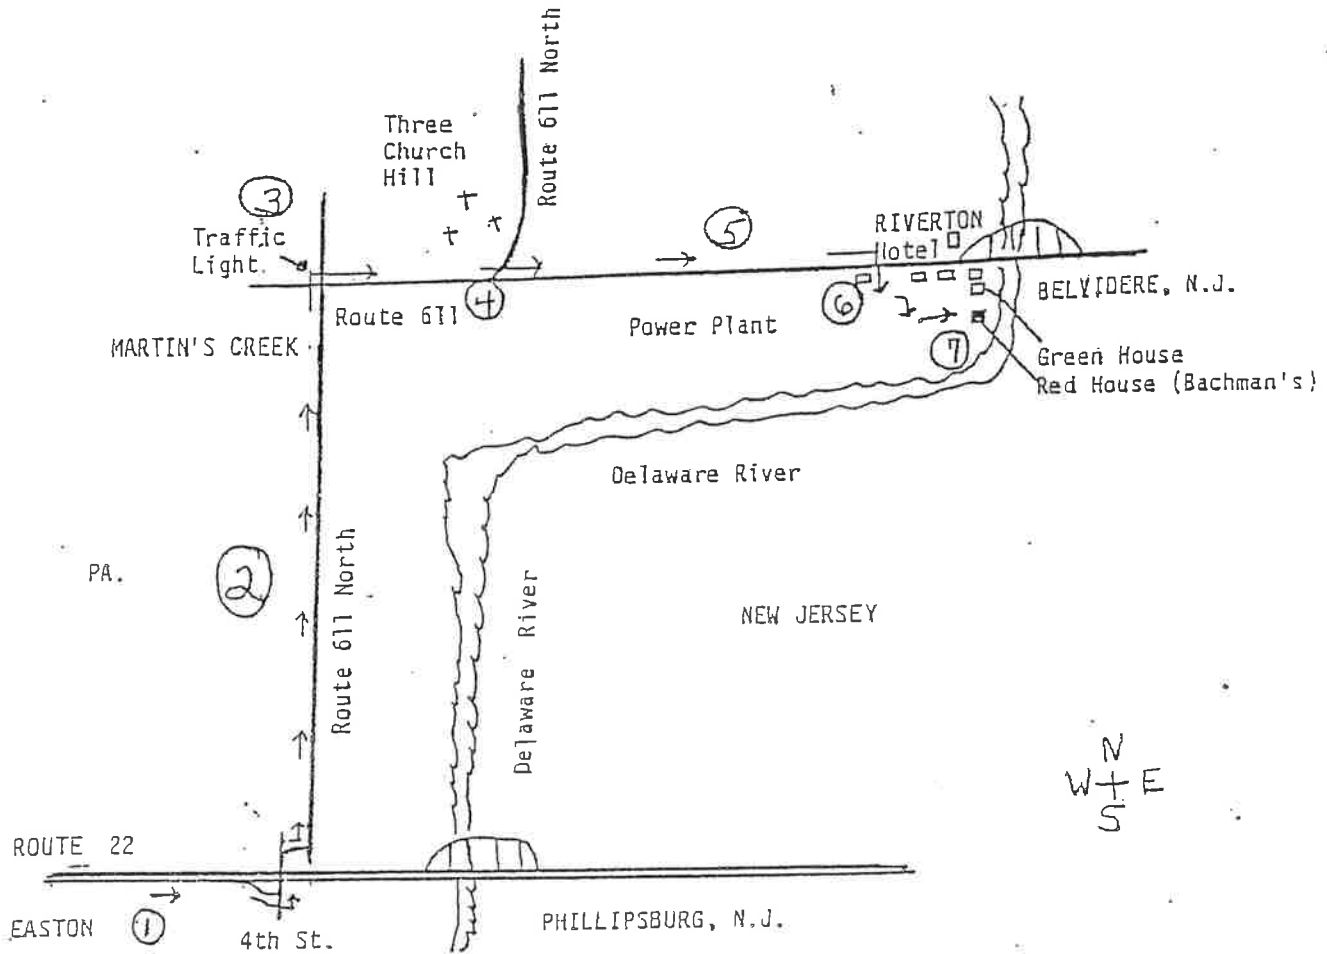 Route 611 North
Three
Church
Hill
3
Traffic
Light
5
RIVERTON
Hotel
Route 611
4
6
BELVIDERE, N.J.
Power Plant
MARTIN'S CREEK
7
Green House
Red House (Bachman's)
Delaware River
PA.
2
Route 611 North
Delaware River
NEW JERSEY
N
W E
S
ROUTE 22
EASTON
1
4th St.
PHILLIPSBURG, N.J.